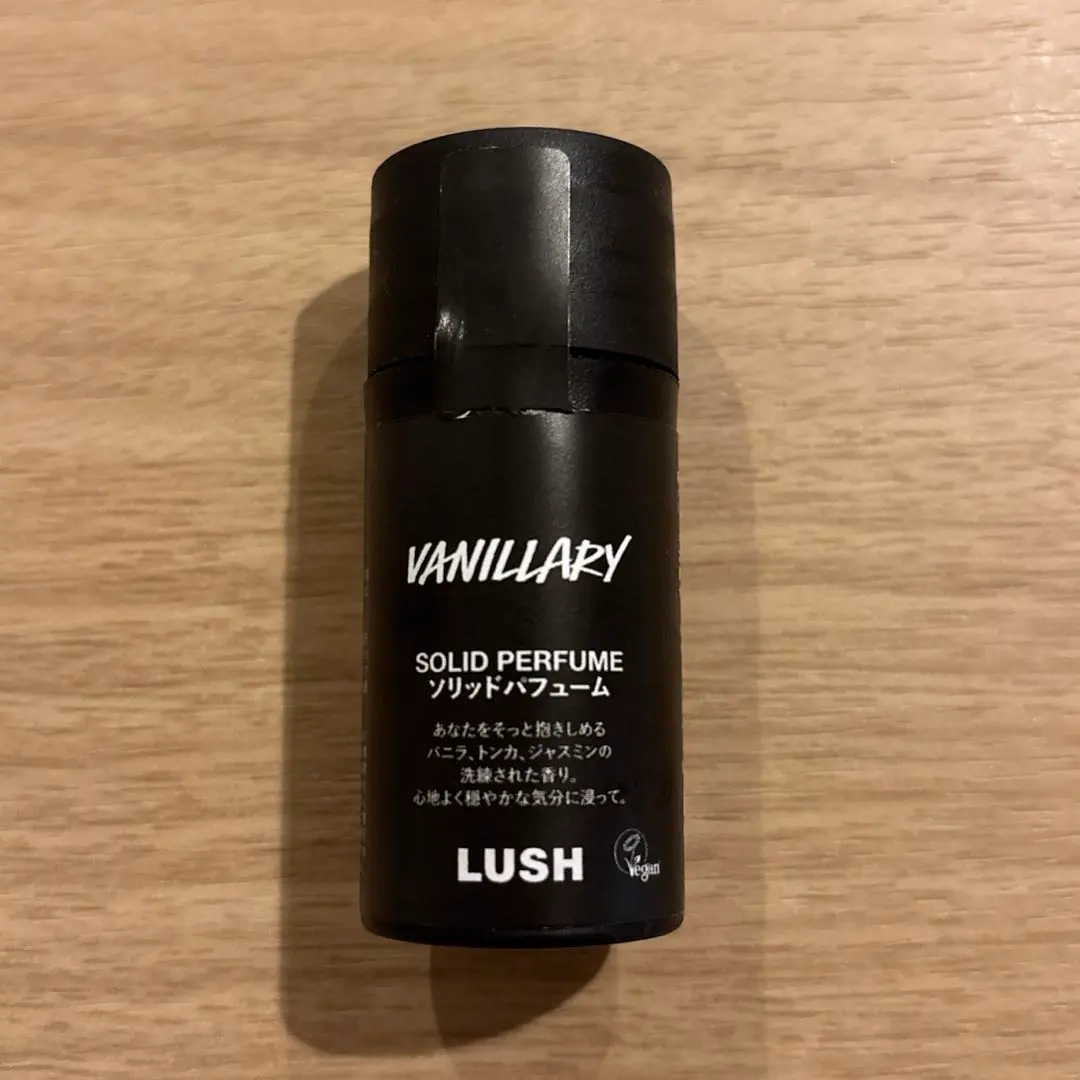 VANILLARY
SOLID PERFUME
ソリッドパフューム
あなたをそっと抱きしめる
バニラ、トンカ、ジャスミンの
洗練された香り。
心地よく穏やかな気分に浸って。
LUSH
Vegan